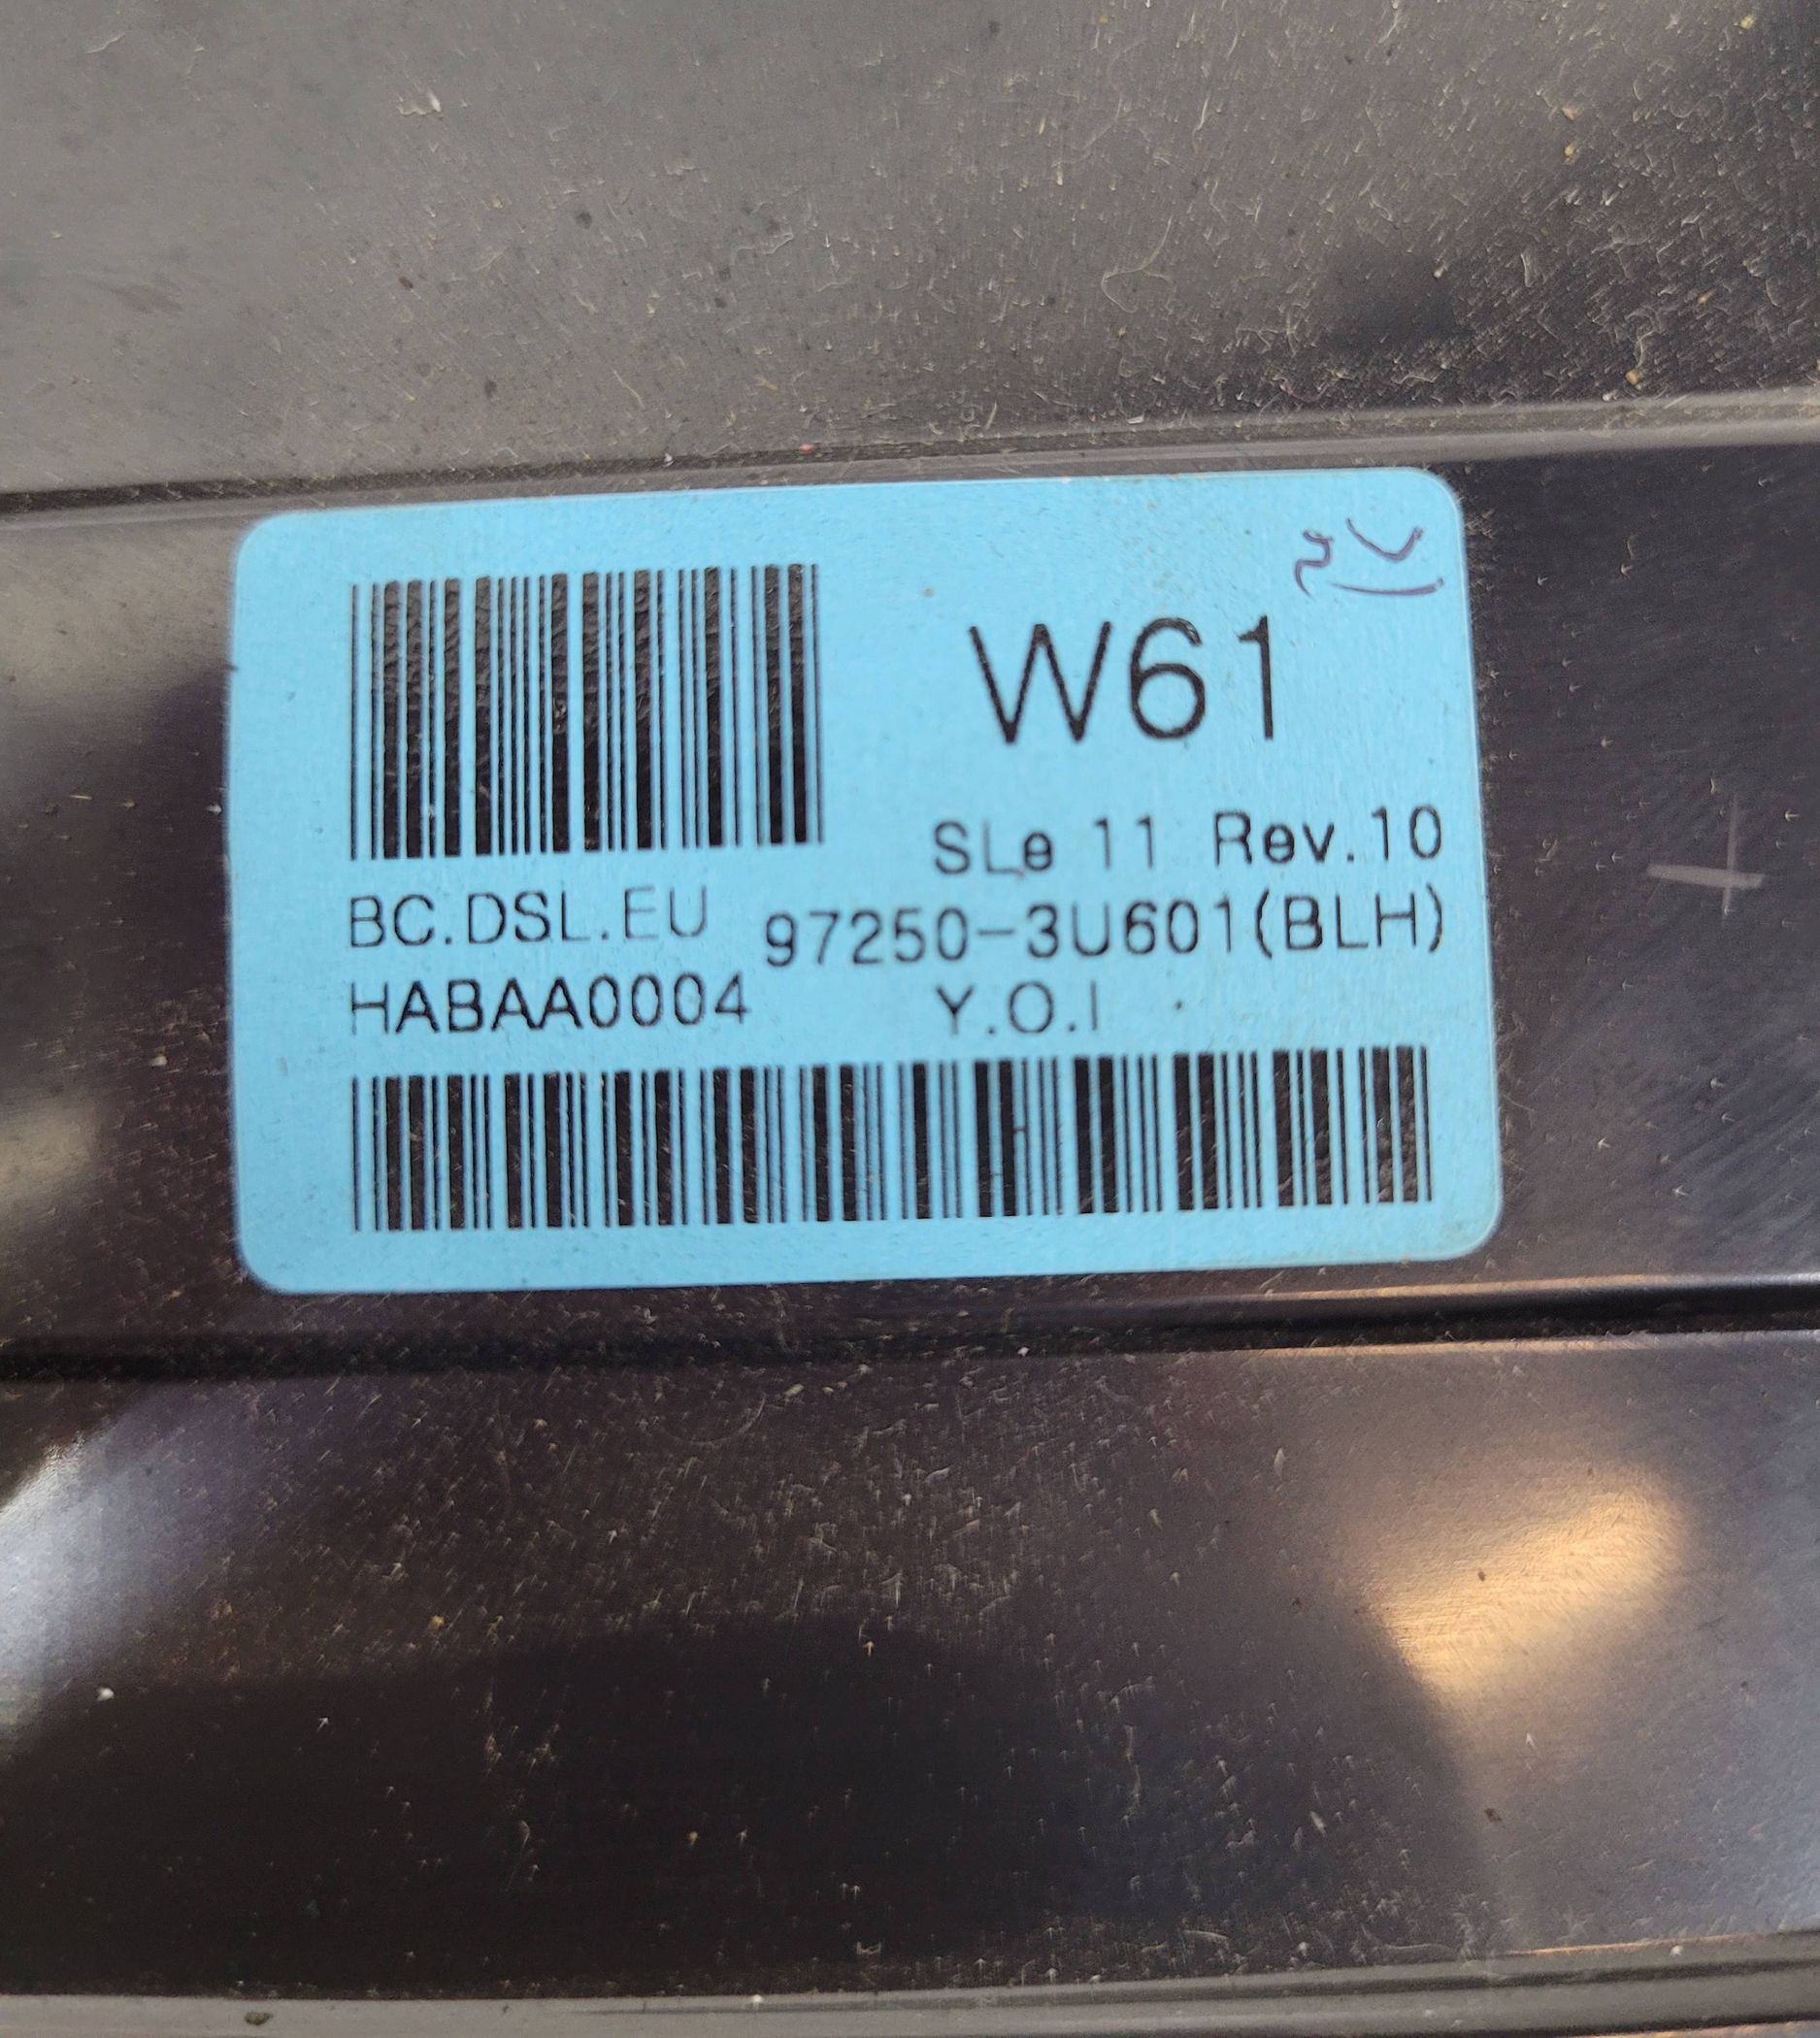 W61
SLe 11 Rev.10
BC.DSL.EU 97250-3U601(BLH)
HABAA0004 Y.O.I